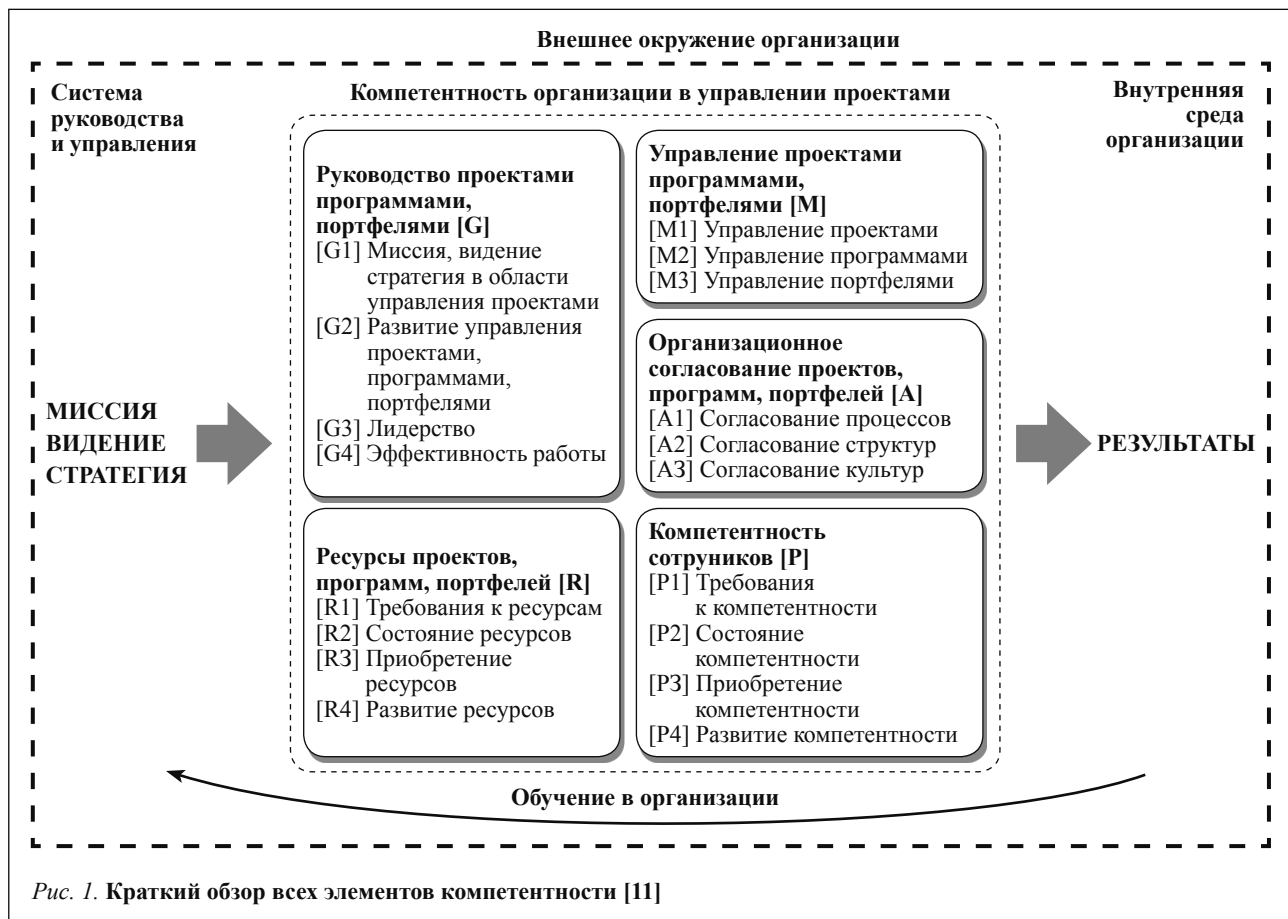 Внешнее окружение организации
Система
руководства
и управления
Компетентность организации в управлении проектами
Внутренняя
среда
организации
МИССИЯ
ВИДЕНИЕ
СТРАТЕГИЯ
Руководство проектами
программами,
портфелями [G]
[G1] Миссия, видение
стратегия в области
управления проектами
[G2] Развитие управления
проектами,
программами,
портфелями
[G3] Лидерство
[G4] Эффективность работы
Ресурсы проектов,
программ, портфелей [R]
[R1] Требования к ресурсам
[R2] Состояние ресурсов
[R3] Приобретение
ресурсов
[R4] Развитие ресурсов
Управление проектами
программами,
портфелями [M]
[M1] Управление проектами
[M2] Управление программами
[M3] Управление портфелями
Организационное
согласование проектов,
программ, портфелей [A]
[A1] Согласование процессов
[A2] Согласование структур
[A3] Согласование культур
Компетентность
сотруников [P]
[P1] Требования
к компетентности
[P2] Состояние
компетентности
[P3] Приобретение
компетентности
[P4] Развитие компетентности
РЕЗУЛЬТАТЫ
Обучение в организации
Рис. 1. Краткий обзор всех элементов компетентности [11]